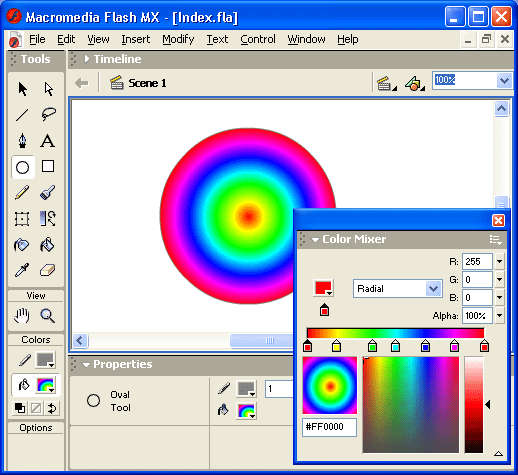 Macromedia Flash MX - [Index.fla]
File Edit View Insert Modify Text Control Window Help
Tools
Timeline
Scene 1
100%
Color Mixer
R: 255
Radial
G: 0
B: 0
Alpha: 100%
#FF0000
View
Colors
Options
Properties
Oval
Tool
1